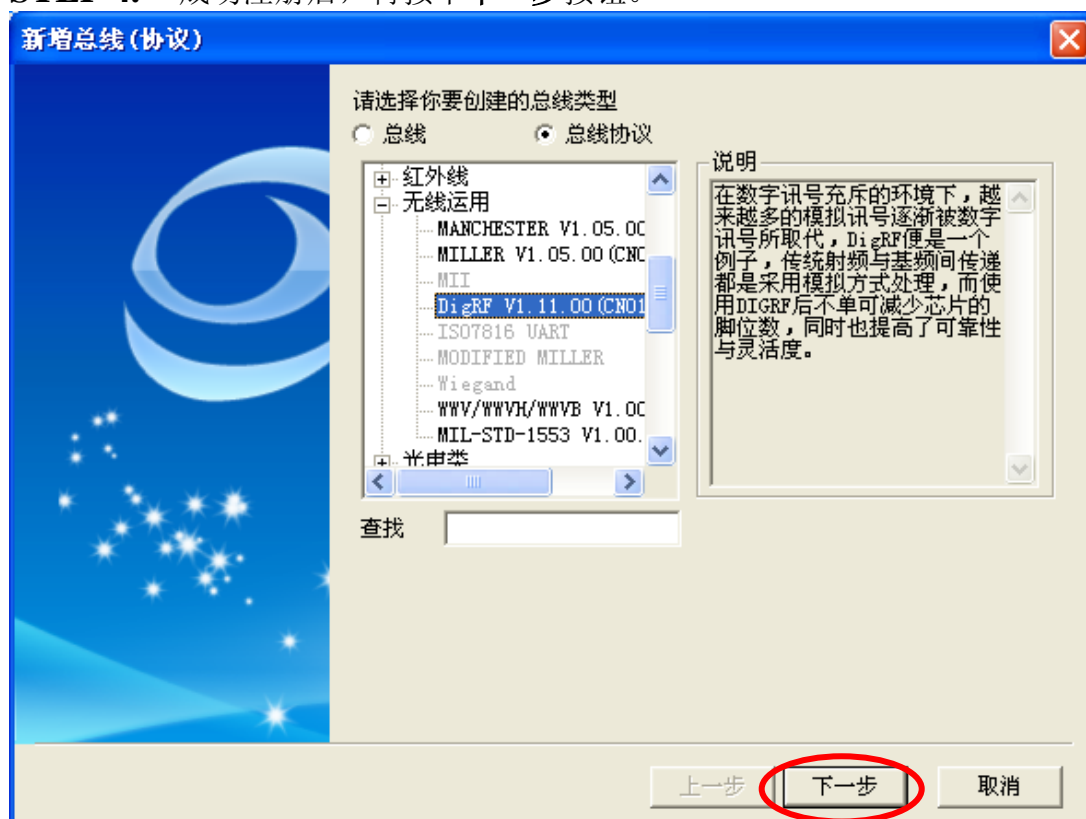 新增总线(协议)
请选择你要创建的总线类型
总线
总线协议
红外线
无线运用
MANCHESTER V1.05.00
MILLER V1.05.00(CNC
MII
DigRF V1.11.00(CN01
ISO7816 UART
MODIFIED MILLER
Wiegand
WWV/WWVH/WWVB V1.00
MIL-STD-1553 V1.00.
光电类
说明
在数字讯号充斥的环境下，越
来越多的模拟讯号逐渐被数字
讯号所取代，DigRF便是一个
例子，传统射频与基频间传递
都是采用模拟方式处理，而使
用DIGRF后不单可减少芯片的
脚位数，同时也提高了可靠性
与灵活度。
查找
上一步
下一步
取消